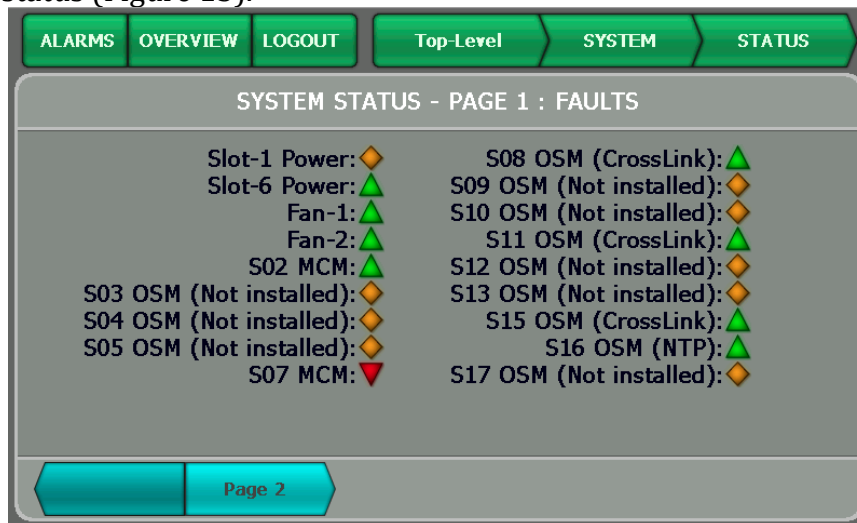 status (Figure 18).
ALARMS OVERVIEW LOGOUT Top-Level SYSTEM STATUS
SYSTEM STATUS - PAGE 1 : FAULTS
Slot-1 Power:
Slot-6 Power:
Fan-1:
Fan-2:
S02 MCM:
S03 OSM (Not installed):
S04 OSM (Not installed):
S05 OSM (Not installed):
S07 MCM:
S08 OSM (CrossLink):
S09 OSM (Not installed):
S10 OSM (Not installed):
S11 OSM (CrossLink):
S12 OSM (Not installed):
S13 OSM (Not installed):
S15 OSM (CrossLink):
S16 OSM (NTP):
S17 OSM (Not installed):
Page 2